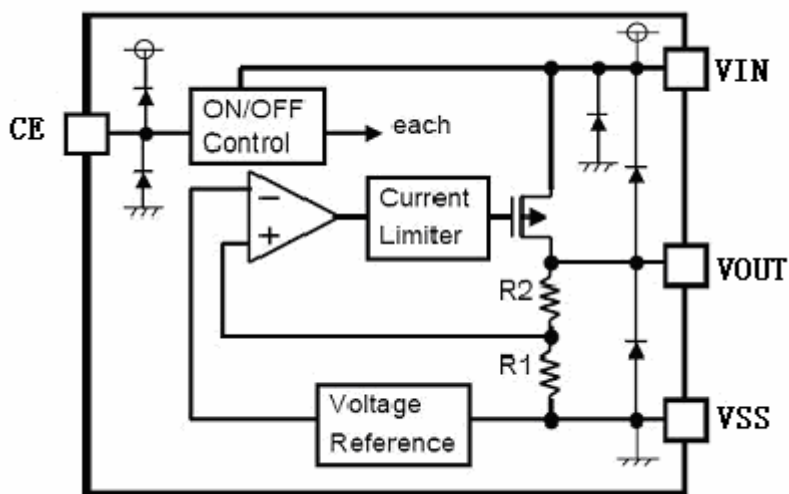 VIN
CE
ON/OFF
Control
each
−
+
Current
Limiter
VOUT
R2
R1
Voltage
Reference
VSS